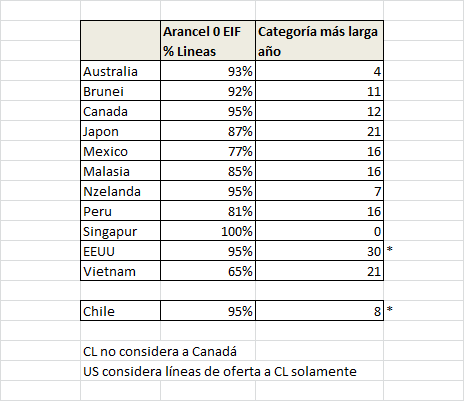 Arancel 0 EIF Categoría más larga
% Lineas año
Australia 93% 4
Brunei 92% 11
Canada 95% 12
Japon 87% 21
Mexico 77% 16
Malasia 85% 16
Nzelanda 95% 7
Peru 81% 16
Singapur 100% 0
EEUU 95% 30 *
Vietnam 65% 21
Chile 95% 8 *
CL no considera a Canadá
US considera líneas de oferta a CL solamente